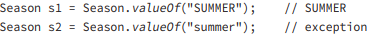 Season s1 = Season.valueOf("SUMMER");    // SUMMER
Season s2 = Season.valueOf("summer");    // exception